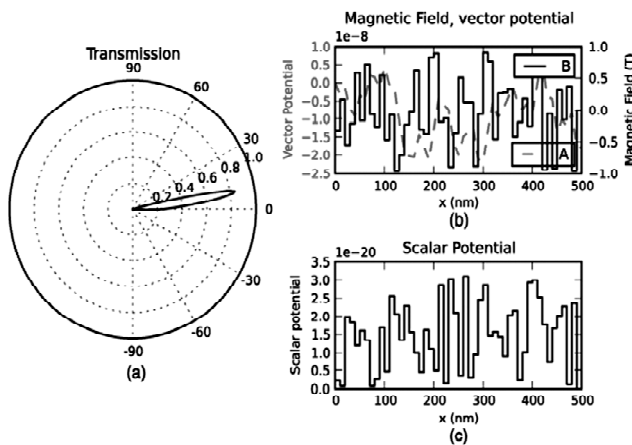 Transmission
90
60
30
1.0
0.8
0.6
0.4
0.2
0
-30
-60
-90
(a)
Magnetic Field, vector potential
1e-8
1.0
0.5
0.0
-0.5
-1.0
-1.5
-2.0
-2.5
Vector Potential
B
A
1.0
0.5
0.0
-0.5
-1.0
Magnetic Field (T)
0 100 200 300 400 500
x (nm)
(b)
1e-20
Scalar Potential
3.5
3.0
2.5
2.0
1.5
1.0
0.5
0.0
Scalar potential
0 100 200 300 400 500
x (nm)
(c)